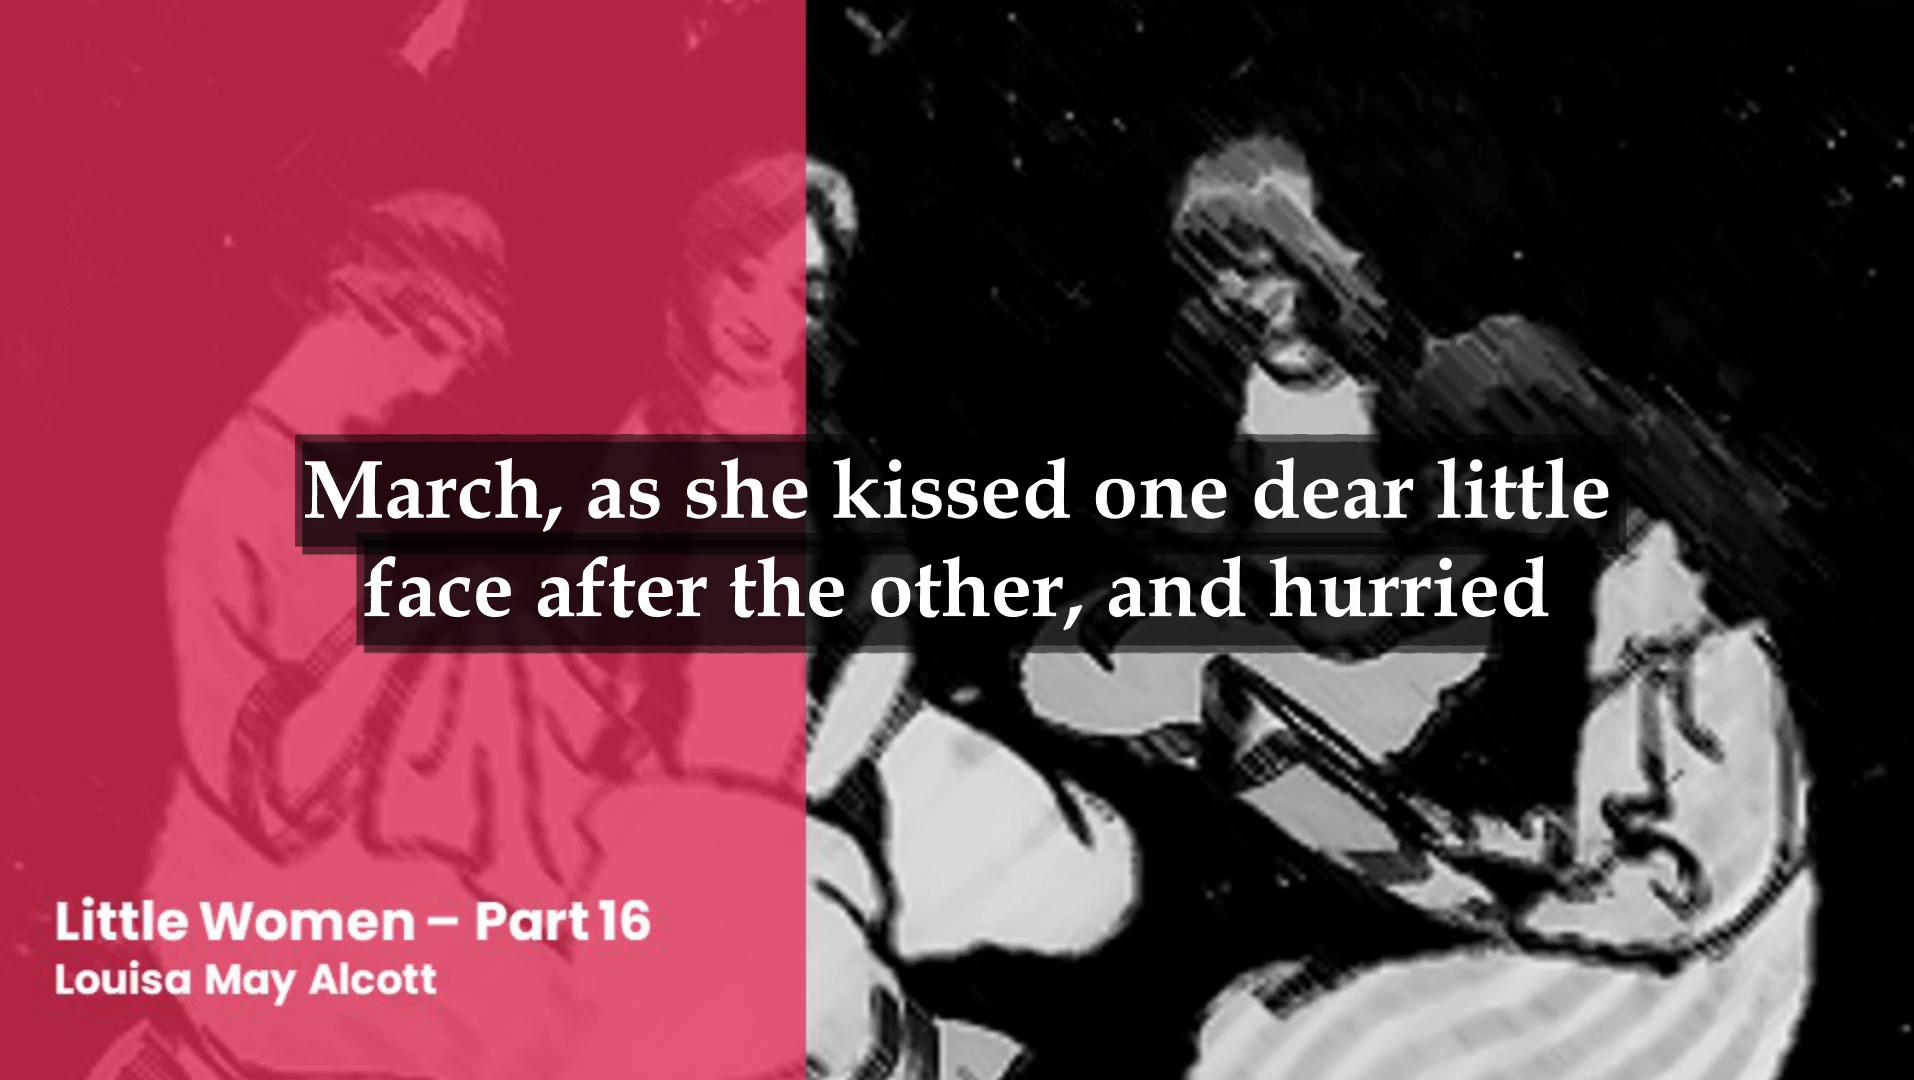 March, as she kissed one dear little
face after the other, and hurried
Little Women – Part 16
Louisa May Alcott